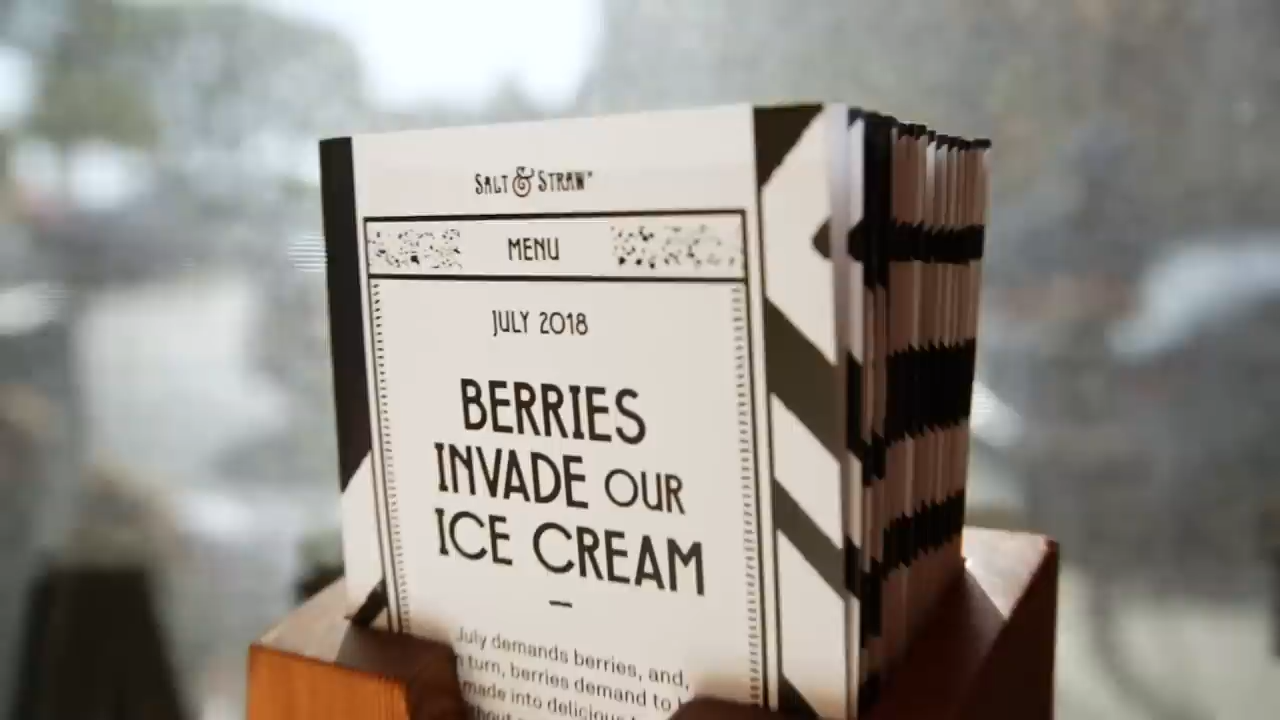 SALT & STRAW
MENU
JULY 2018
BERRIES
INVADE OUR
ICE CREAM
July demands berries, and,
turn, berries demand to
made into delicious